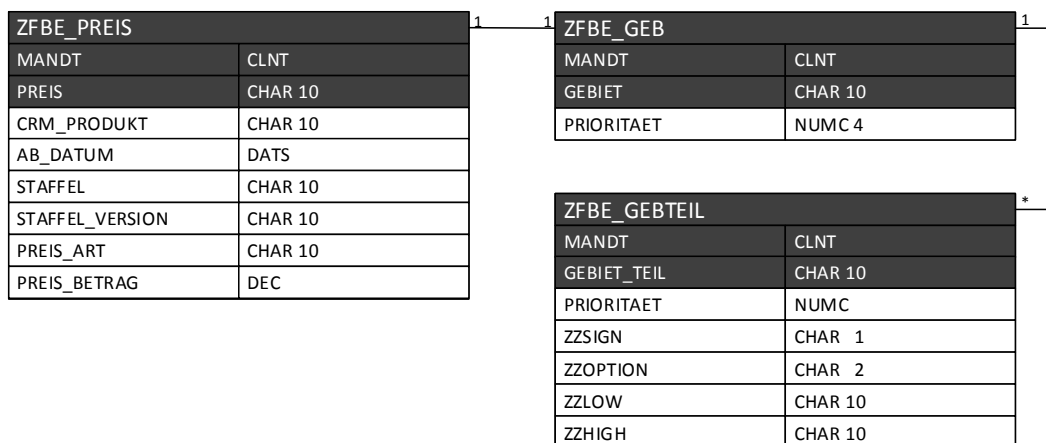 ZFBE_PREIS
MANDT CLNT
PREIS CHAR 10
CRM_PRODUKT CHAR 10
AB_DATUM DATS
STAFFEL CHAR 10
STAFFEL_VERSION CHAR 10
PREIS_ART CHAR 10
PREIS_BETRAG DEC
1 1
ZFBE_GEB
1
MANDT CLNT
GEBIET CHAR 10
PRIORITAET NUMC 4
ZFBE_GEBTEIL
*
MANDT CLNT
GEBIET_TEIL CHAR 10
PRIORITAET NUMC
ZZSIGN CHAR 1
ZZOPTION CHAR 2
ZZLOW CHAR 10
ZZHIGH CHAR 10